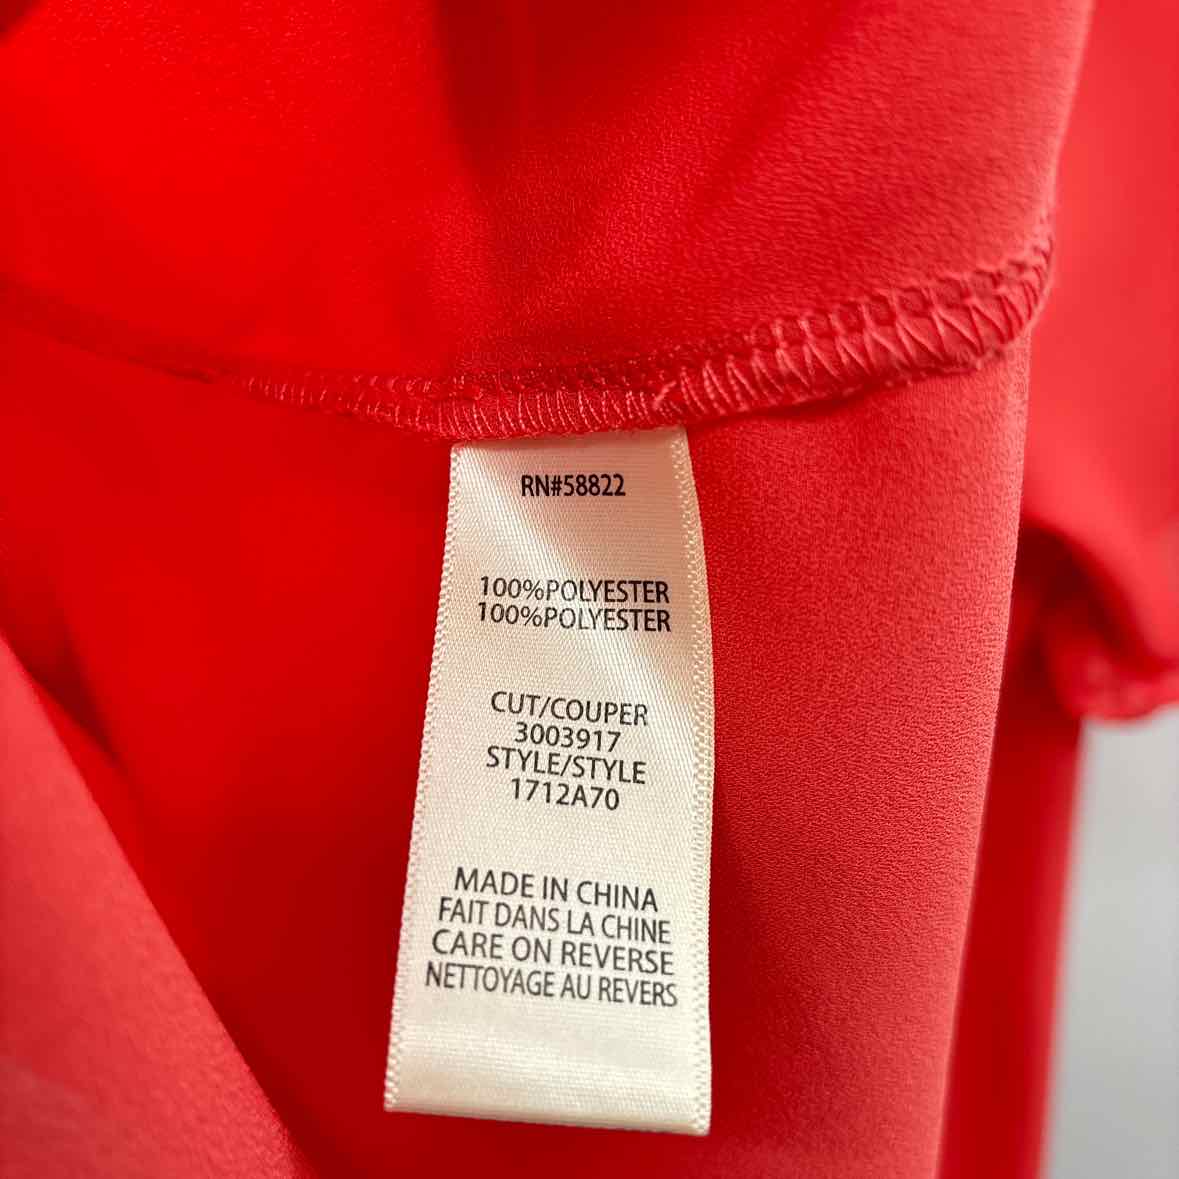 RN#58822
100%POLYESTER
100%POLYESTER
CUT/COUPER
3003917
STYLE/STYLE
1712A70
MADE IN CHINA
FAIT DANS LA CHINE
CARE ON REVERSE
NETTOYAGE AU REVERS